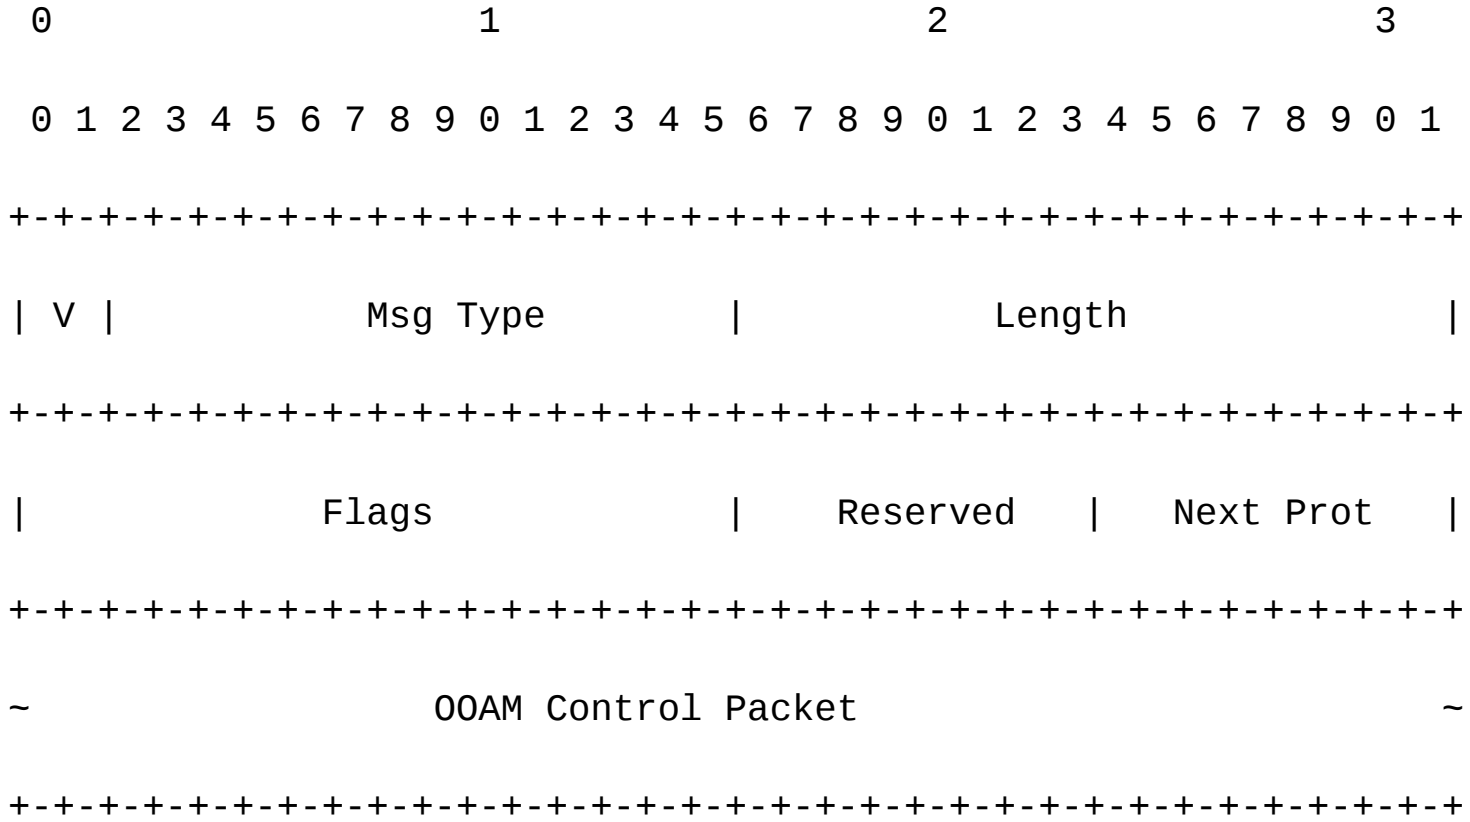 0                   1                   2                   3
 0 1 2 3 4 5 6 7 8 9 0 1 2 3 4 5 6 7 8 9 0 1 2 3 4 5 6 7 8 9 0 1
+-+-+-+-+-+-+-+-+-+-+-+-+-+-+-+-+-+-+-+-+-+-+-+-+-+-+-+-+-+-+-+-+
| V |           Msg Type        |           Length              |
+-+-+-+-+-+-+-+-+-+-+-+-+-+-+-+-+-+-+-+-+-+-+-+-+-+-+-+-+-+-+-+-+
|             Flags             |    Reserved   |   Next Prot   |
+-+-+-+-+-+-+-+-+-+-+-+-+-+-+-+-+-+-+-+-+-+-+-+-+-+-+-+-+-+-+-+-+
~                  OOAM Control Packet                          ~
+-+-+-+-+-+-+-+-+-+-+-+-+-+-+-+-+-+-+-+-+-+-+-+-+-+-+-+-+-+-+-+-+